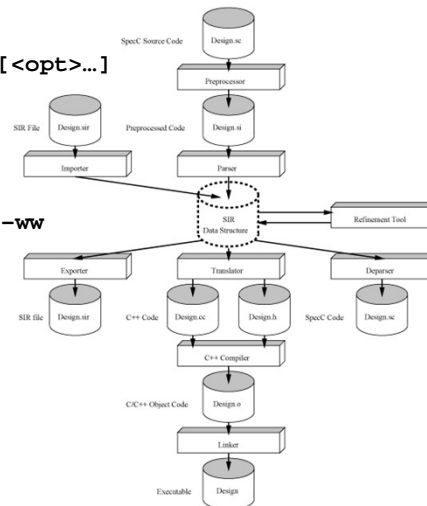 SpecC Source Code
Design.sc
[<opt>…]
Preprocessor
SIR File
Design.sir
Preprocessed Code
Design.si
Importer
Parser
–ww
SIR
Data Structure
Refinement Tool
Exporter
Translator
Deparser
SIR file
Design.sir
C++ Code
Design.cc
Design.h
SpecC Code
Design.sc
C++ Compiler
C/C++ Object Code
Design.o
Linker
Executable
Design